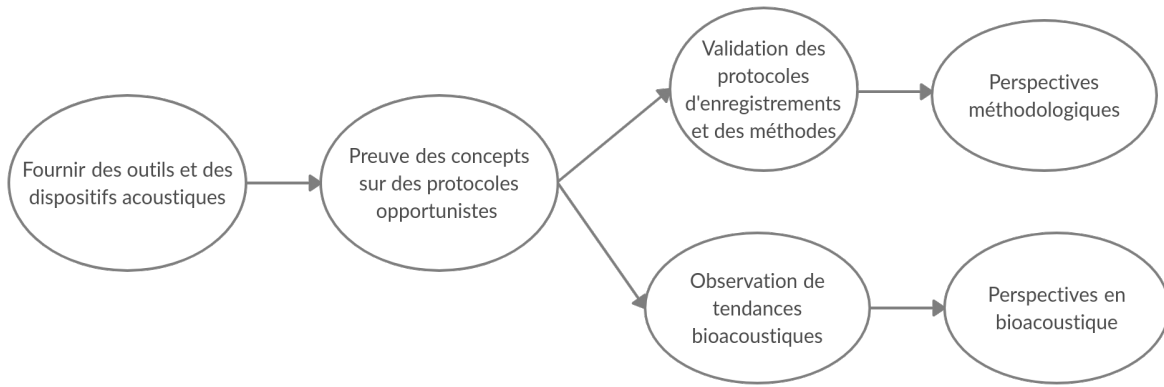 Fournir des outils et des
dispositifs acoustiques
Preuve des concepts
sur des protocoles
opportunistes
Validation des
protocoles
d'enregistrements
et des méthodes
Perspectives
méthodologiques
Observation de
tendances
bioacoustiques
Perspectives en
bioacoustique